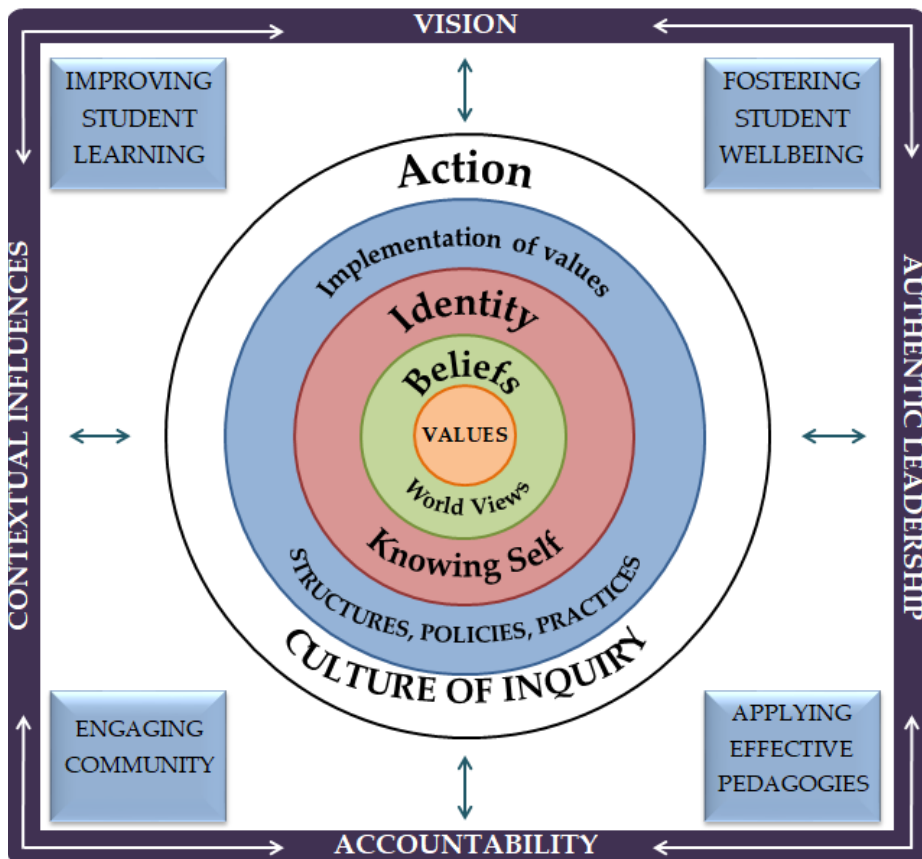 VISION
IMPROVING
STUDENT
LEARNING
FOSTERING
STUDENT
WELLBEING
Action
Implementation of values
Identity
Beliefs
VALUES
World Views
Knowing Self
STRUCTURES, POLICIES, PRACTICES
CULTURE OF INQUIRY
CONTEXTUAL INFLUENCES
AUTHENTIC LEADERSHIP
ENGAGING
COMMUNITY
APPLYING
EFFECTIVE
PEDAGOGIES
ACCOUNTABILITY